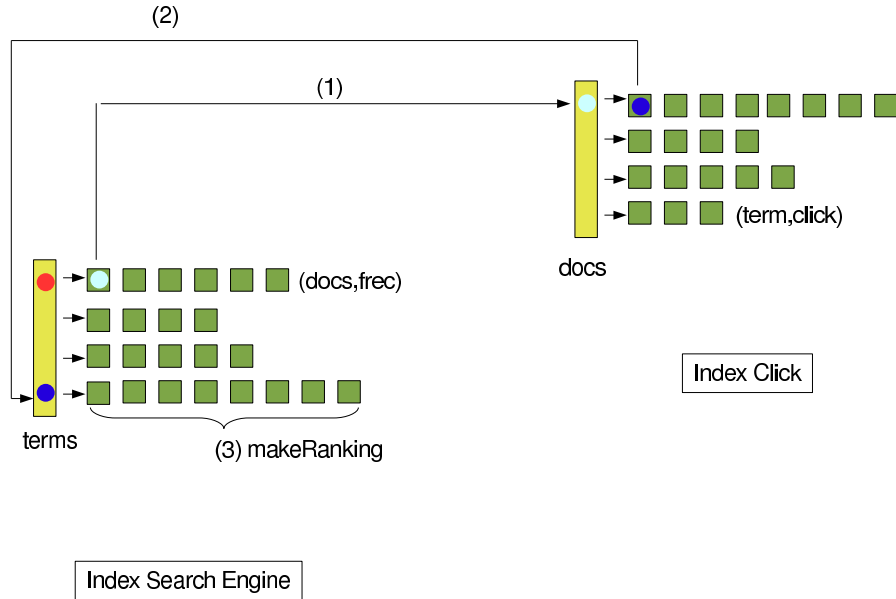 (2)
(1)
(term,click)
docs
(docs,frec)
Index Click
terms
(3) makeRanking
Index Search Engine